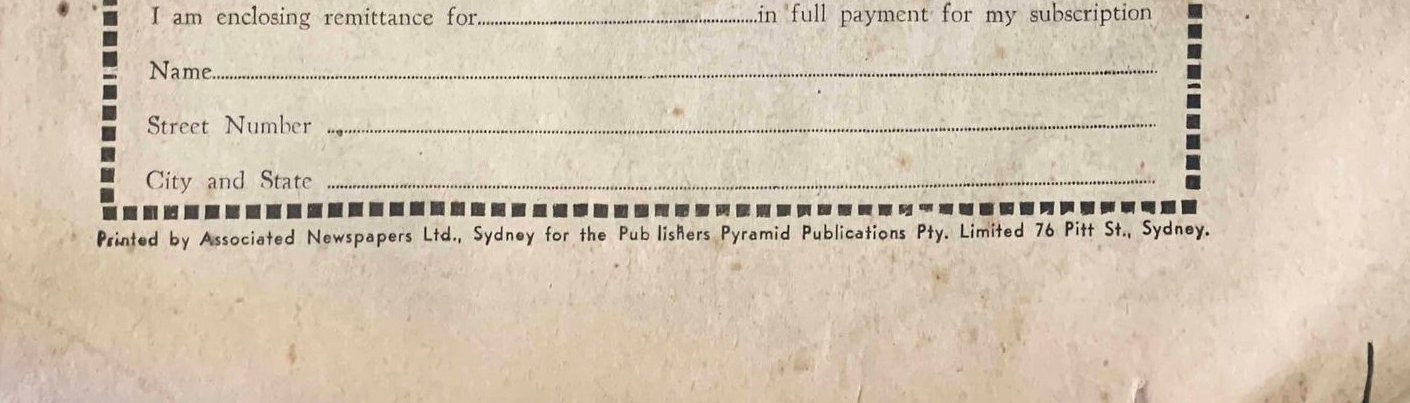 I am enclosing remittance for......................................................in full payment for my subscription
Name..............................................................................................................
Street Number ..............................................................................................................
City and State ..............................................................................................................
Printed by Associated Newspapers Ltd., Sydney for the Pub lishers Pyramid Publications Pty. Limited 76 Pitt St., Sydney.